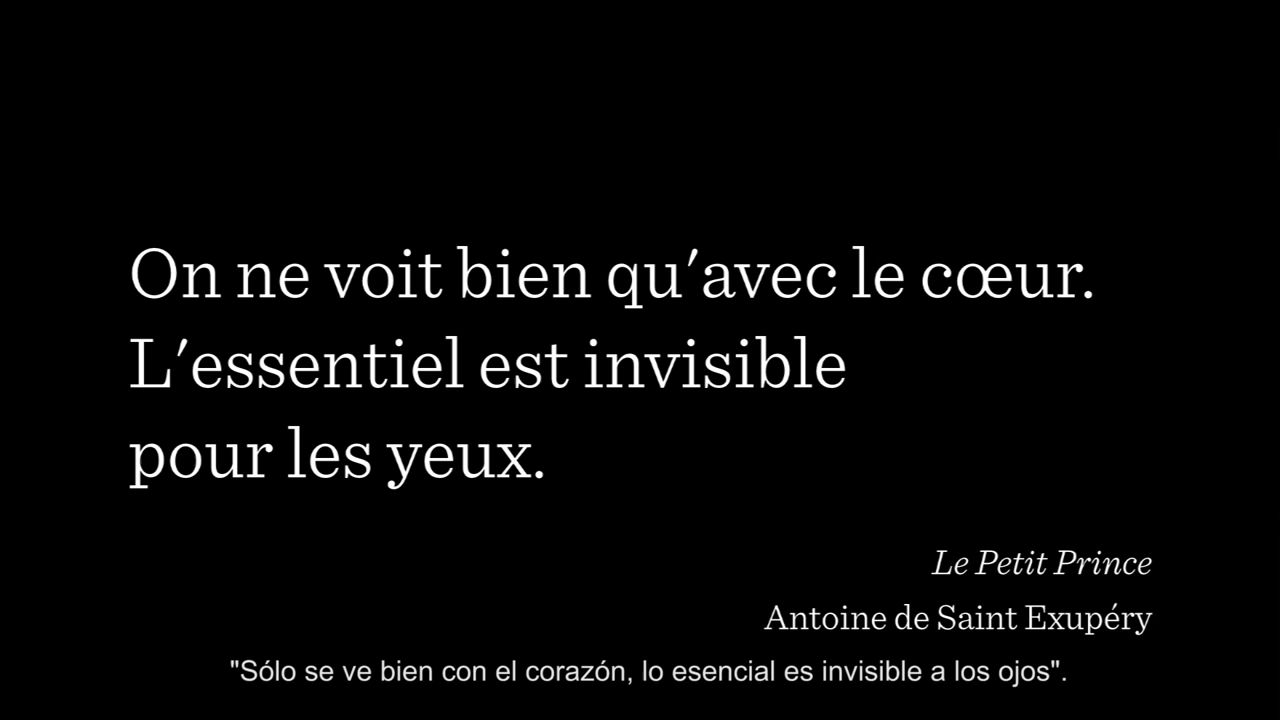 On ne voit bien qu'avec le cœur.
L'essentiel est invisible
pour les yeux.
Le Petit Prince
Antoine de Saint Exupéry
"Sólo se ve bien con el corazón, lo esencial es invisible a los ojos".